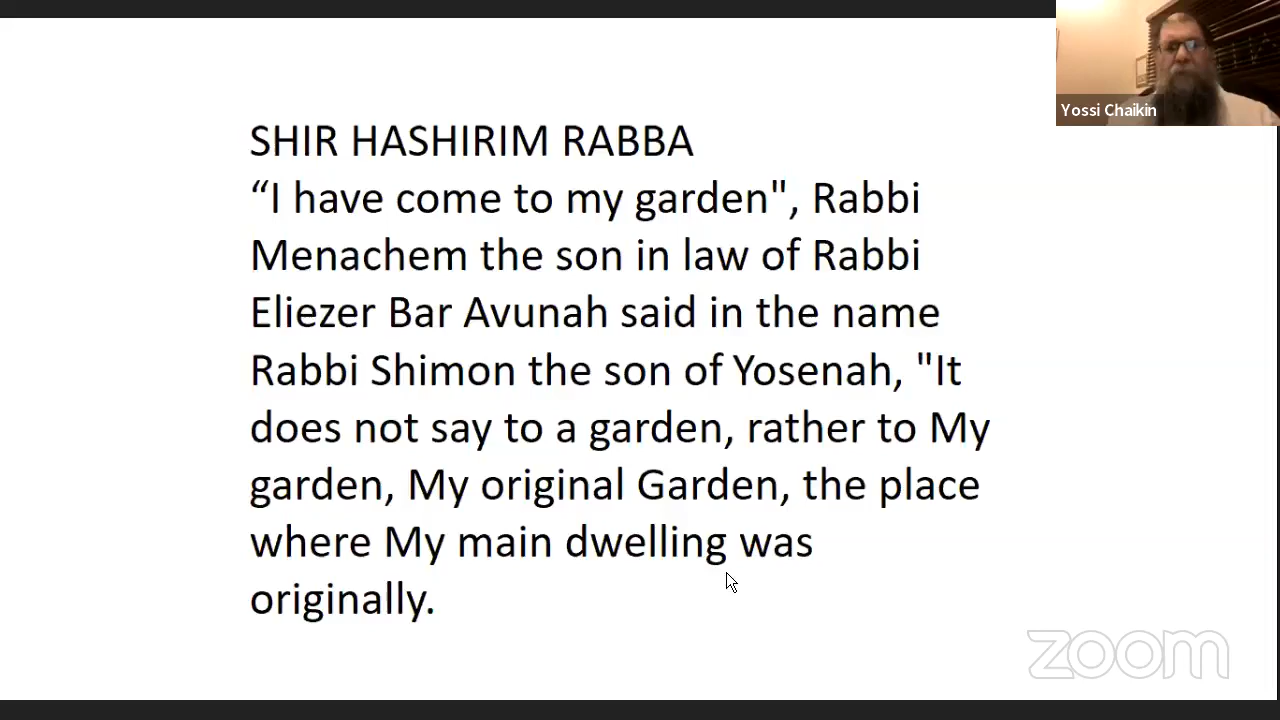 Yossi Chaikin
SHIR HASHIRIM RABBA
“I have come to my garden", Rabbi
Menachem the son in law of Rabbi
Eliezer Bar Avunah said in the name
Rabbi Shimon the son of Yosenah, "It
does not say to a garden, rather to My
garden, My original Garden, the place
where My main dwelling was
originally.
zoom